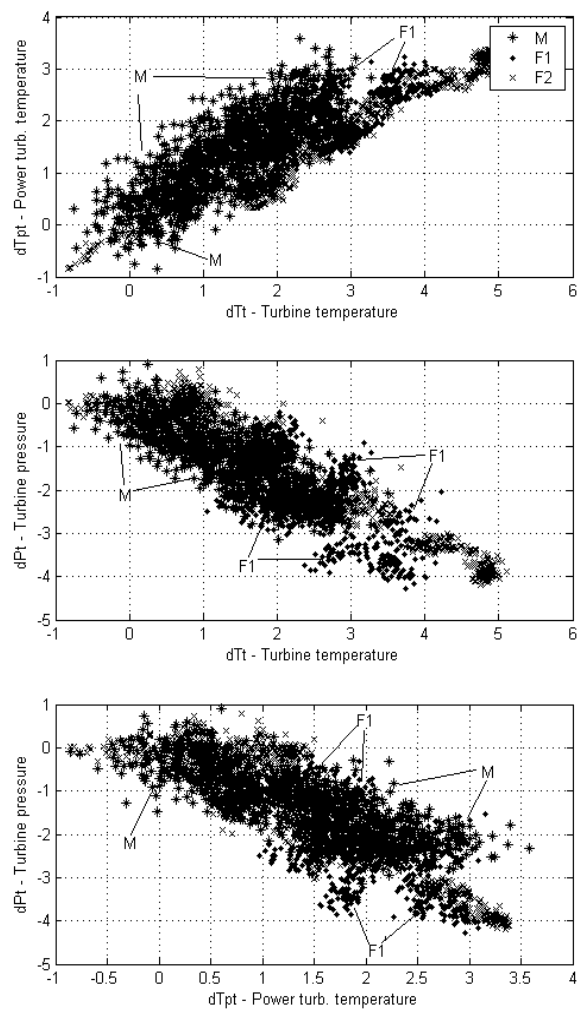 4
3
2
1
0
-1
dTpt - Power turb. temperature
M
F1
M
M
F1
F2
-1 0 1 2 3 4 5 6
dTt - Turbine temperature
1
0
-1
-2
-3
-4
-5
dPt - Turbine pressure
M
F1
F1
-1 0 1 2 3 4 5 6
dTt - Turbine temperature
1
0
-1
-2
-3
-4
-5
dPt - Turbine pressure
F1
M
M
F1
-1 -0.5 0 0.5 1 1.5 2 2.5 3 3.5 4
dTpt - Power turb. temperature